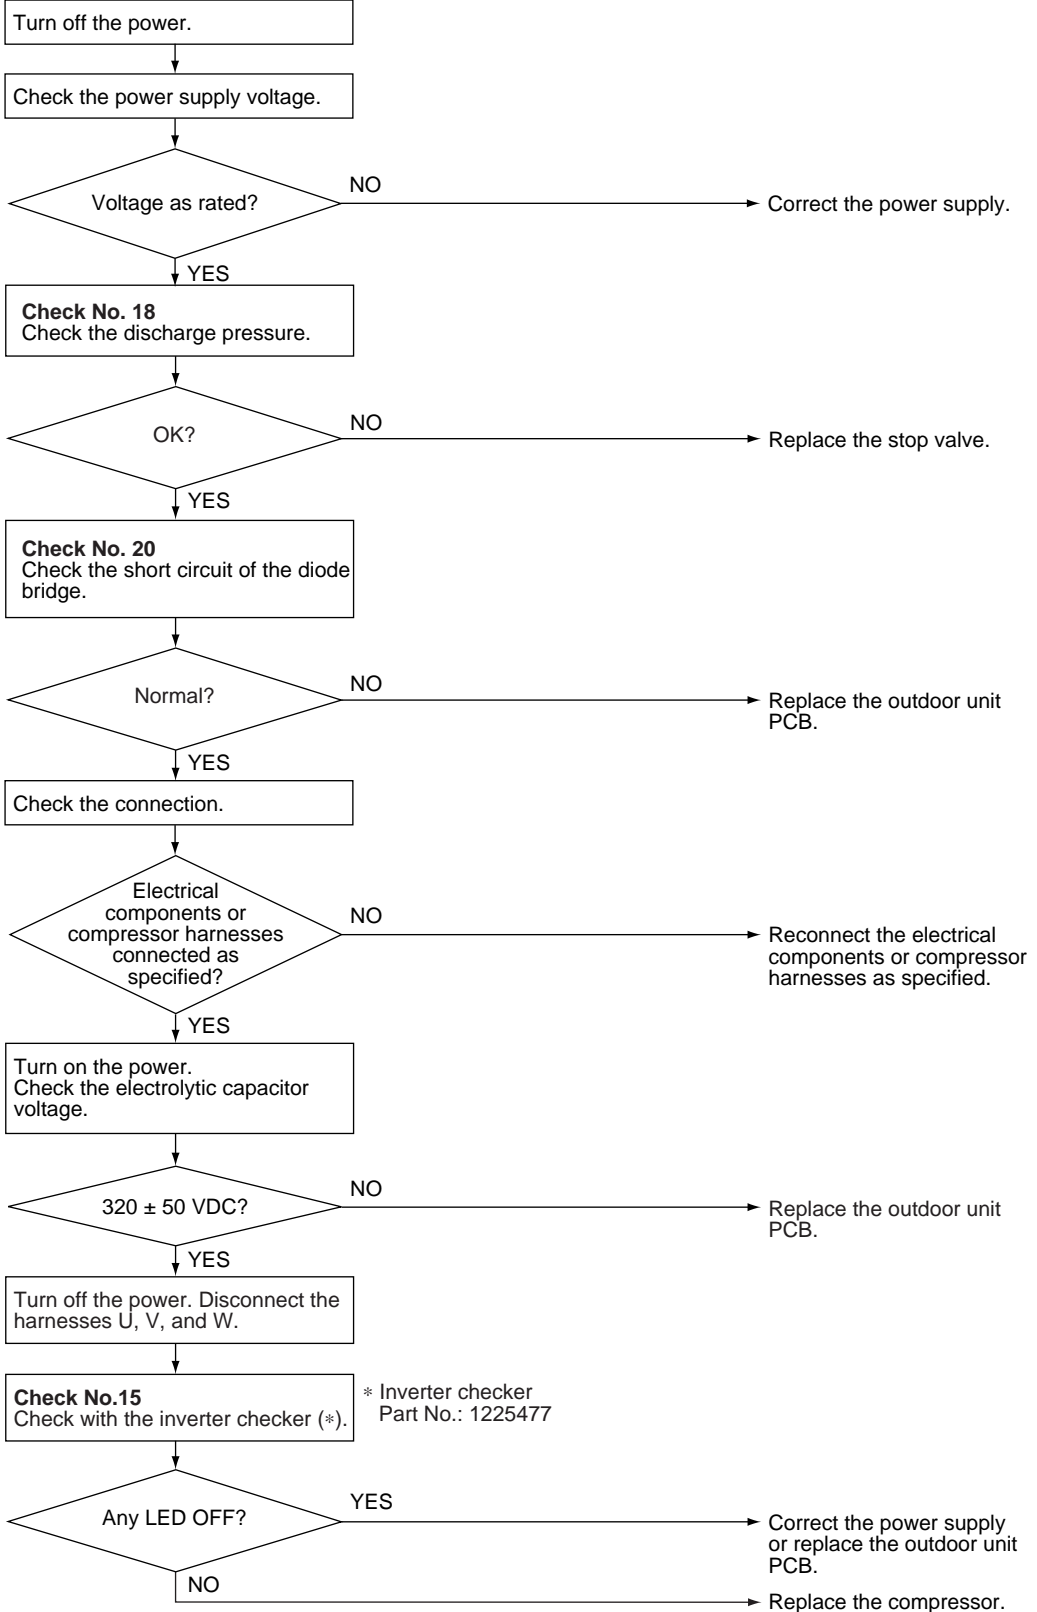 Turn off the power.
Check the power supply voltage.
Voltage as rated?
NO
Correct the power supply.
YES
Check No. 18
Check the discharge pressure.
OK?
NO
Replace the stop valve.
YES
Check No. 20
Check the short circuit of the diode
bridge.
Normal?
NO
Replace the outdoor unit
PCB.
YES
Check the connection.
Electrical
components or
compressor harnesses
connected as
specified?
NO
Reconnect the electrical
components or compressor
harnesses as specified.
YES
Turn on the power.
Check the electrolytic capacitor
voltage.
320 ± 50 VDC?
NO
Replace the outdoor unit
PCB.
YES
Turn off the power. Disconnect the
harnesses U, V, and W.
Check No.15
Check with the inverter checker (*).
* Inverter checker
Part No.: 1225477
Any LED OFF?
YES
Correct the power supply
or replace the outdoor unit
PCB.
NO
Replace the compressor.